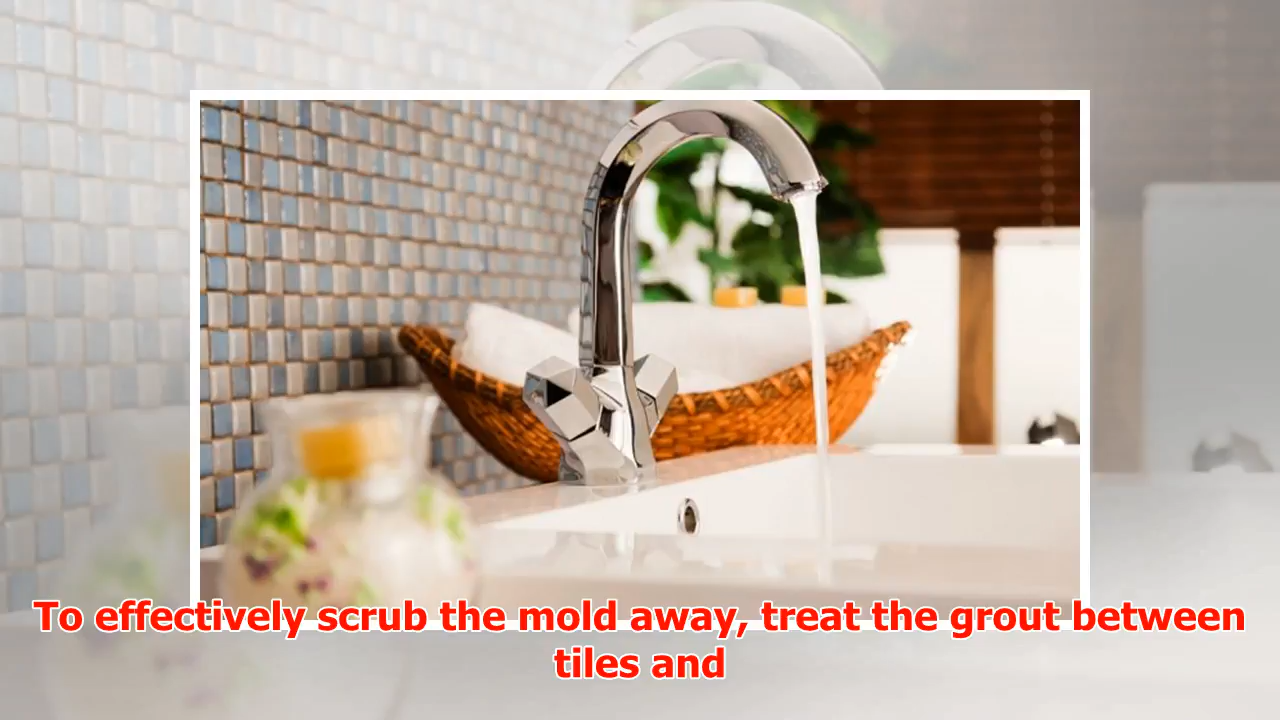 To effectively scrub the mold away, treat the grout between
tiles and